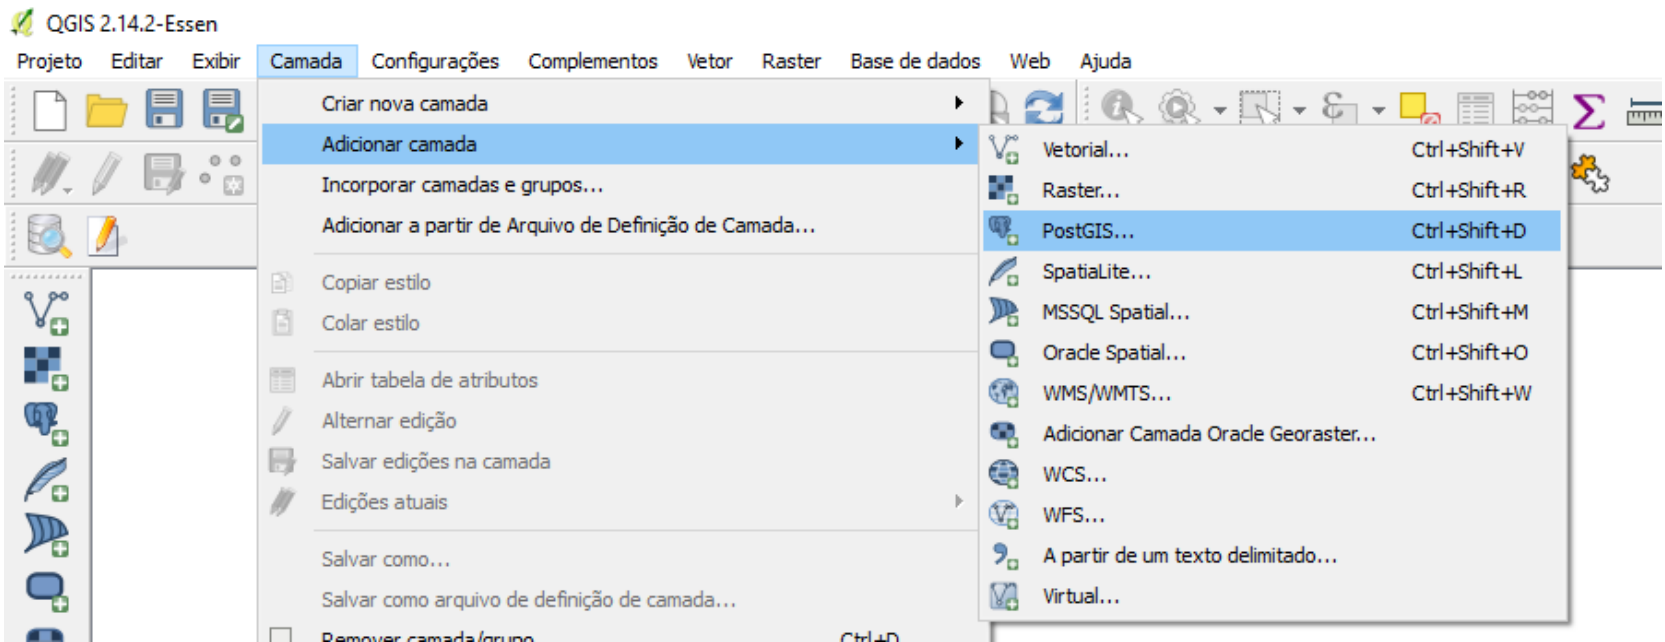 QGIS 2.14.2-Essen
Projeto Editar Exibir Camada Configurações Complementos Vetor Raster Base de dados Web Ajuda
Criar nova camada
Adicionar camada
Incorporar camadas e grupos...
Adicionar a partir de Arquivo de Definição de Camada...
Copiar estilo
Colar estilo
Abrir tabela de atributos
Alternar edição
Salvar edições na camada
Edições atuais
Salvar como...
Salvar como arquivo de definição de camada...
Remover camada/grupo Ctrl+D
Vetorial... Ctrl+Shift+V
Raster... Ctrl+Shift+R
PostGIS... Ctrl+Shift+D
SpatiaLite... Ctrl+Shift+L
MSSQL Spatial... Ctrl+Shift+M
Oracle Spatial... Ctrl+Shift+O
WMS/WMTS... Ctrl+Shift+W
Adicionar Camada Oracle Georaster...
WCS...
WFS...
A partir de um texto delimitado...
Virtual...